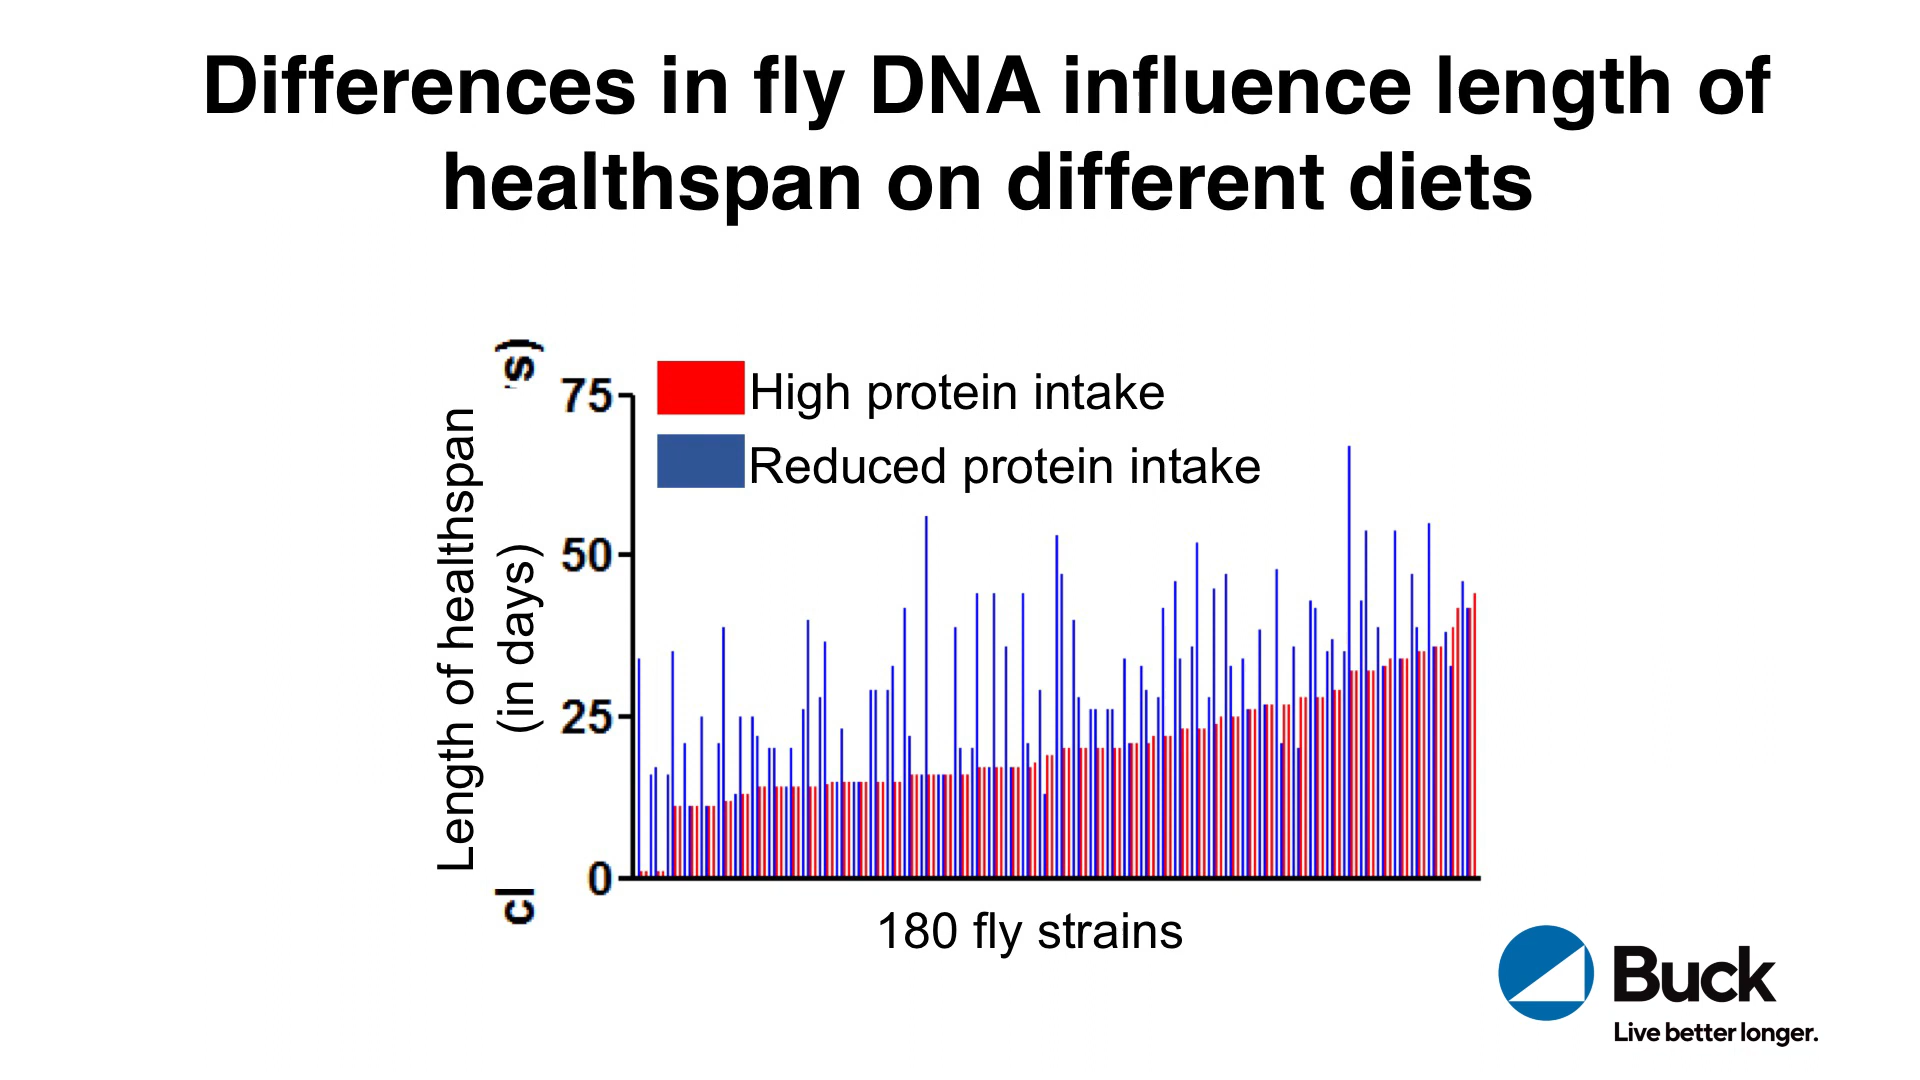 Differences in fly DNA influence length of
healthspan on different diets
High protein intake
Reduced protein intake
Length of healthspan
(in days)
75
50
25
0
180 fly strains
Buck
Live better longer.